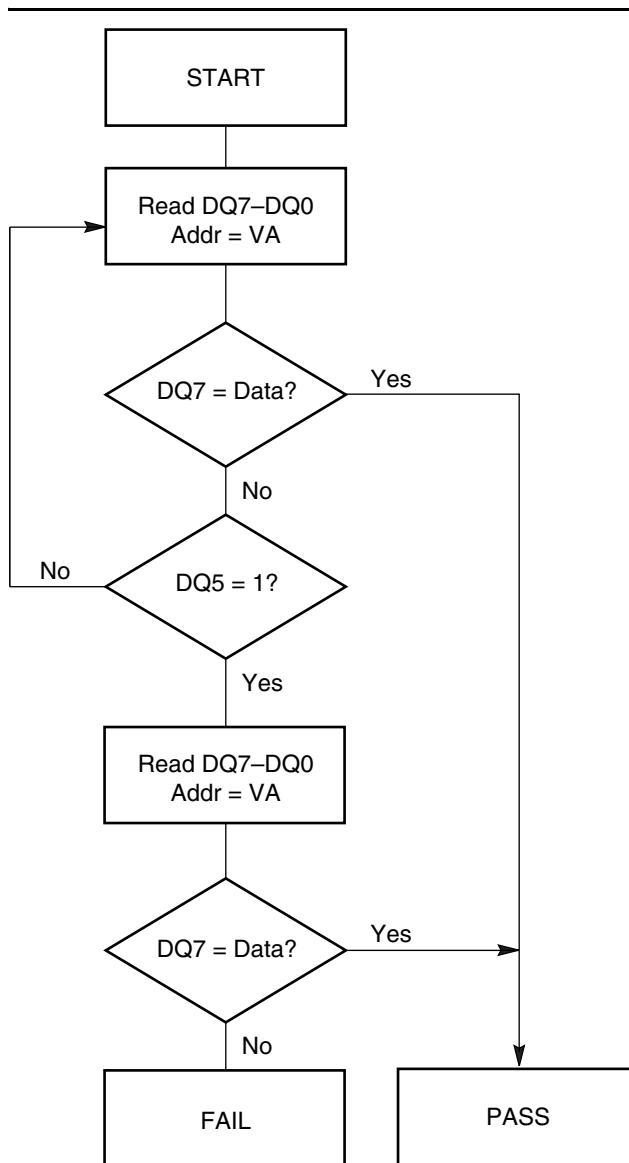 START
Read DQ7–DQ0
Addr = VA
DQ7 = Data?
Yes
No
DQ5 = 1?
No
Yes
Read DQ7–DQ0
Addr = VA
DQ7 = Data?
Yes
No
FAIL
PASS